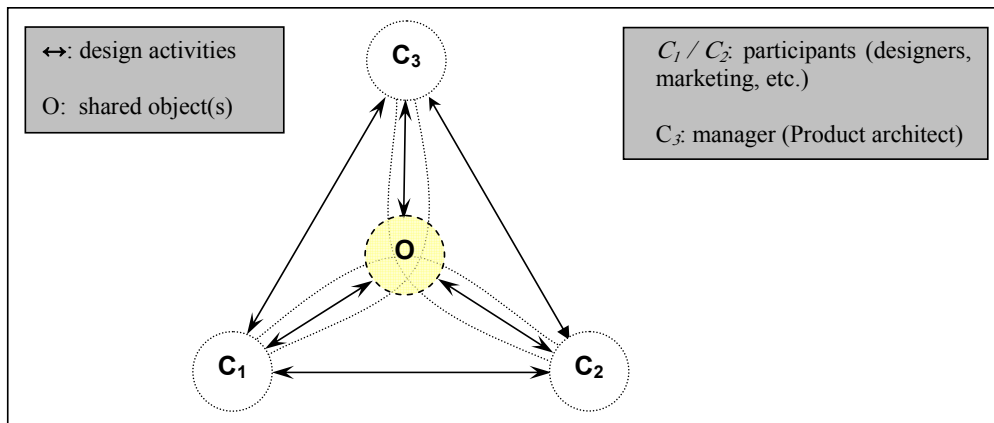 ↔: design activities
O: shared object(s)
C₁ / C₂: participants (designers,
marketing, etc.)
C₃: manager (Product architect)
C₃
O
C₁
C₂